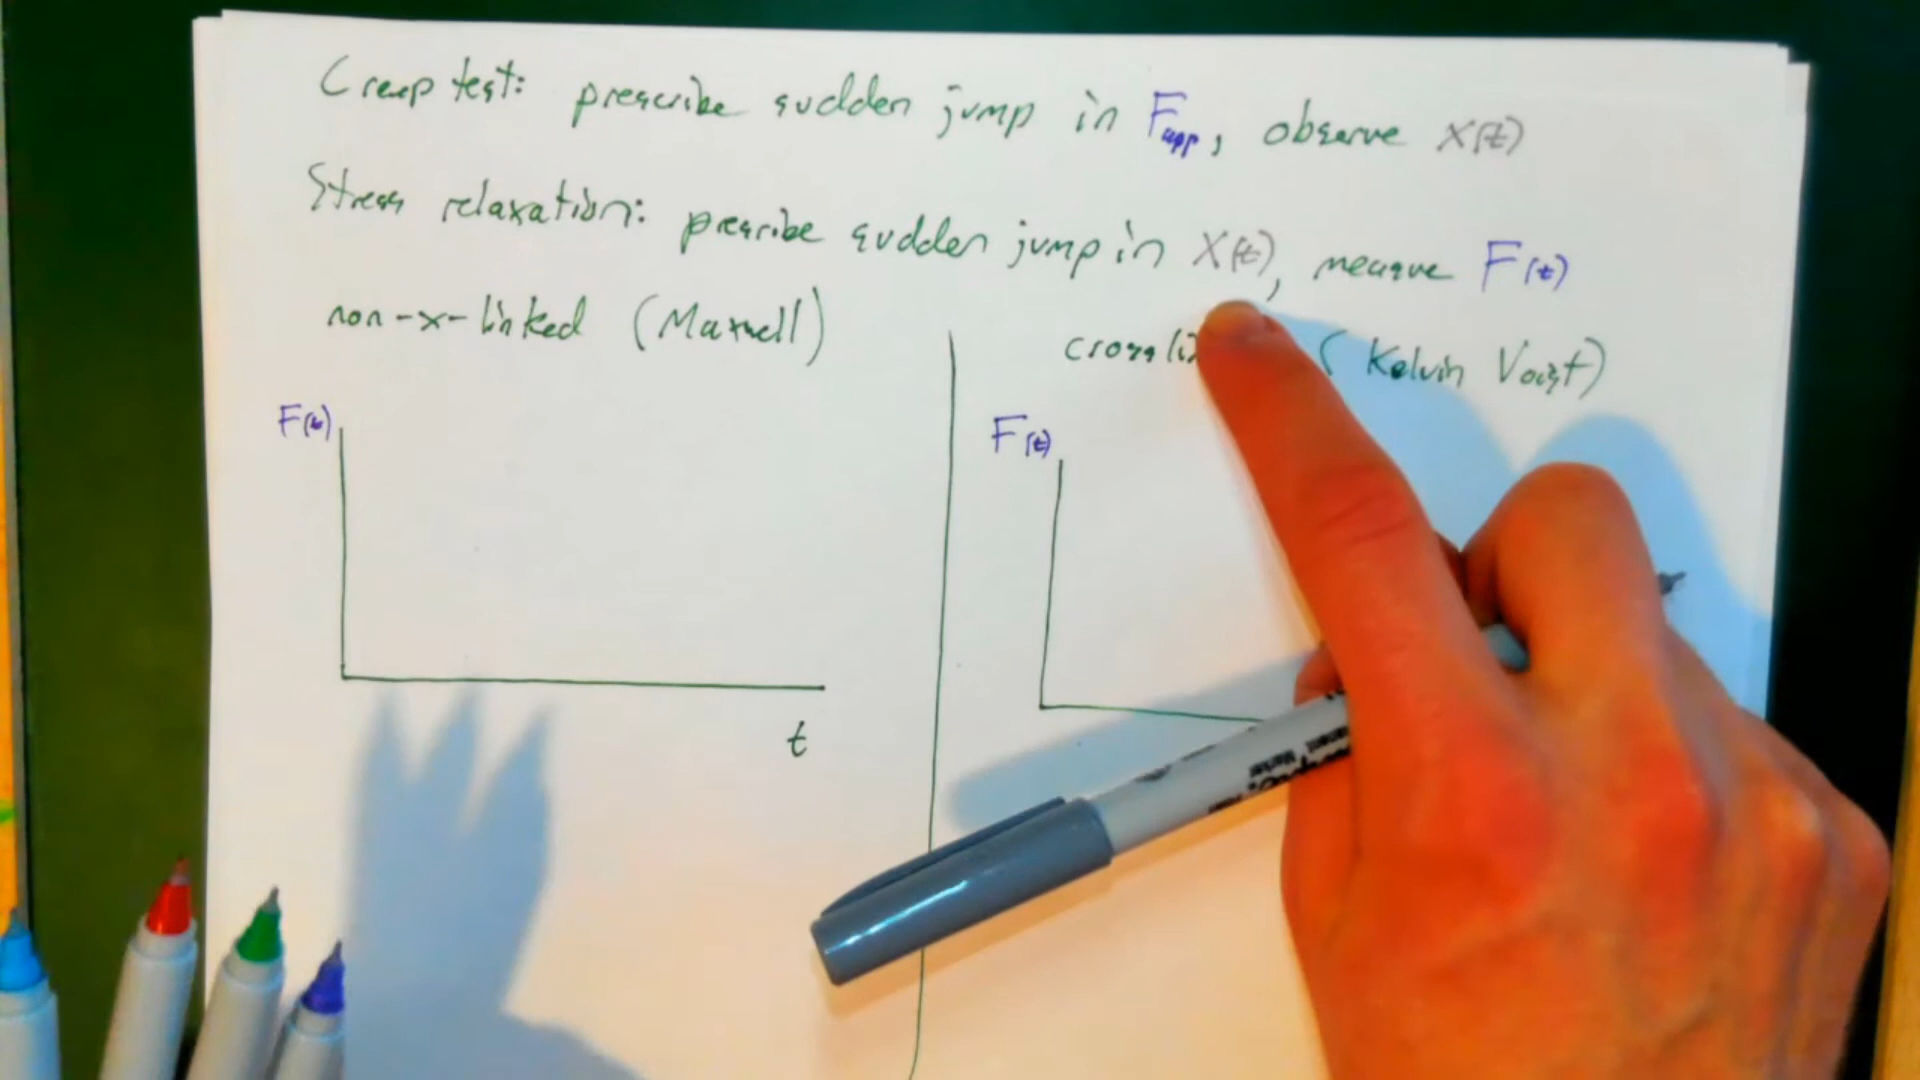 Creep test: prescribe sudden jump in Fapp, observe X(t)
Stress relaxation: prescribe sudden jump in X(t), measure F(t)
non-x-linked (Maxwell)
(Kelvin Voigt)
F(t)
F(t)
t